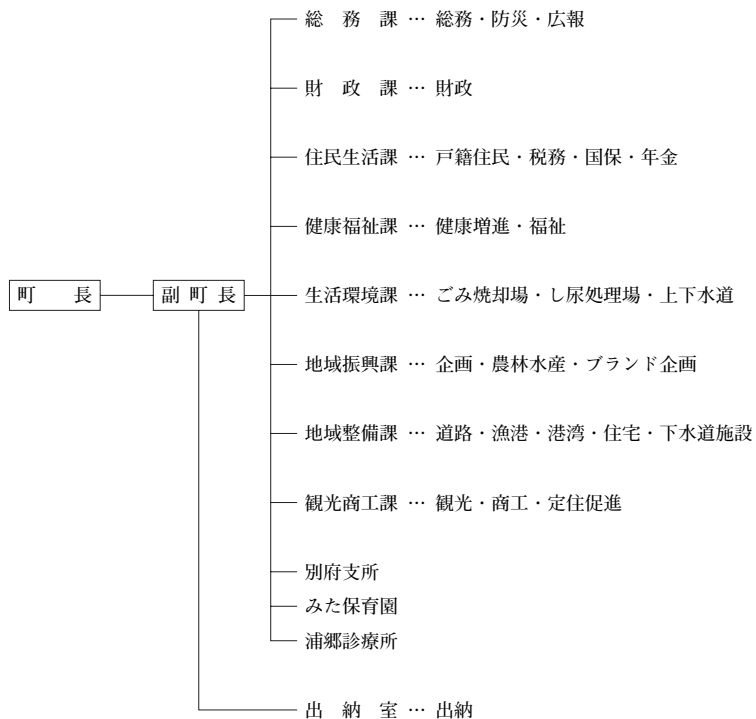 総務課 … 総務・防災・広報
財政課 … 財政
住民生活課 … 戸籍住民・税務・国保・年金
健康福祉課 … 健康増進・福祉
町長
副町長
生活環境課 … ごみ焼却場・し尿処理場・上下水道
地域振興課 … 企画・農林水産・ブランド企画
地域整備課 … 道路・漁港・港湾・住宅・下水道施設
観光商工課 … 観光・商工・定住促進
別府支所
みた保育園
浦郷診療所
出納室 … 出納